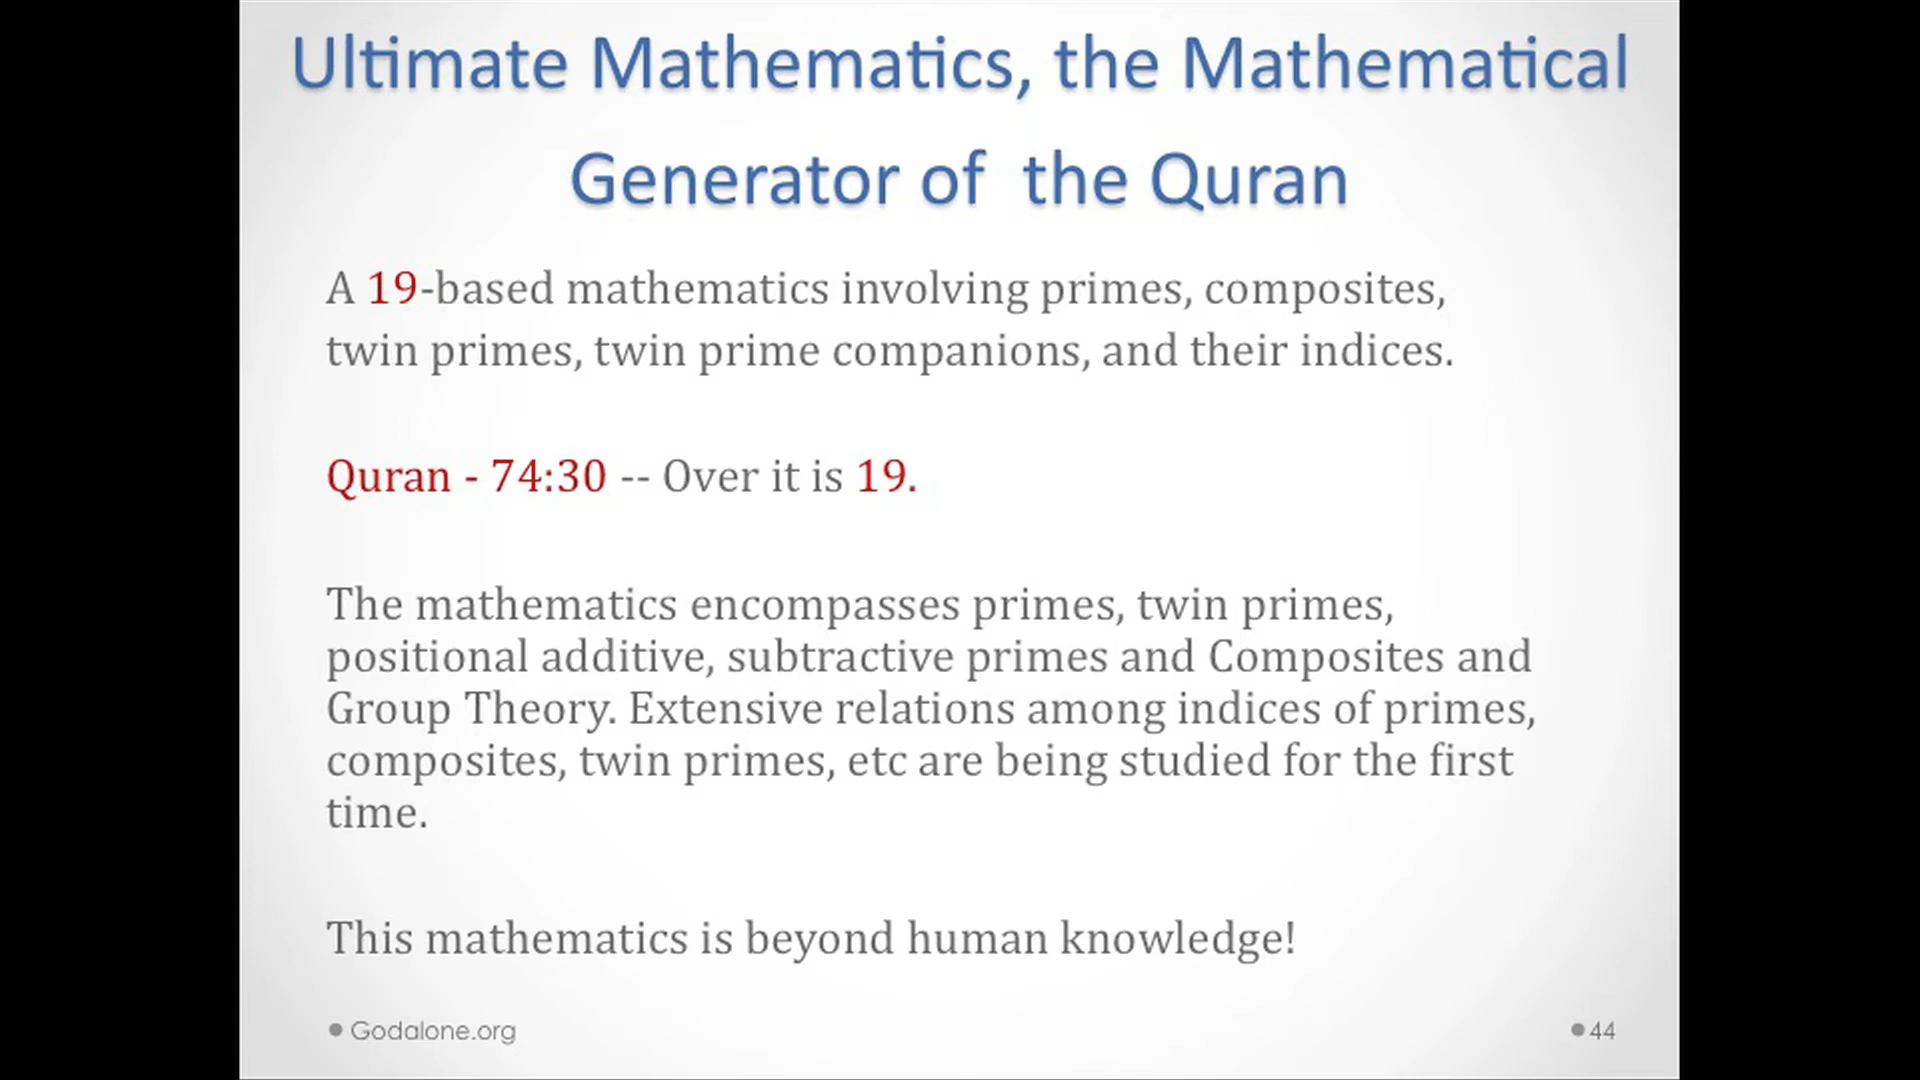 Ultimate Mathematics, the Mathematical
Generator of  the Quran
A 19-based mathematics involving primes, composites,
twin primes, twin prime companions, and their indices.
Quran - 74:30 -- Over it is 19.
The mathematics encompasses primes, twin primes,
positional additive, subtractive primes and Composites and
Group Theory. Extensive relations among indices of primes,
composites, twin primes, etc are being studied for the first
time.
This mathematics is beyond human knowledge!
● Godalone.org
● 44